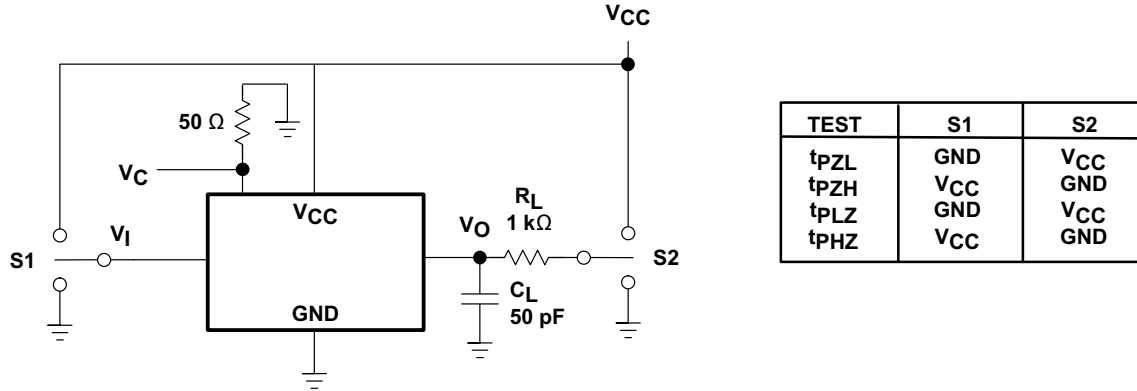 VCC
50 Ω
VC
VCC
VI
S1
GND
VO
RL
1 kΩ
CL
50 pF
S2
TEST S1 S2
tPZL GND VCC
tPZH VCC GND
tPLZ GND VCC
tPHZ VCC GND